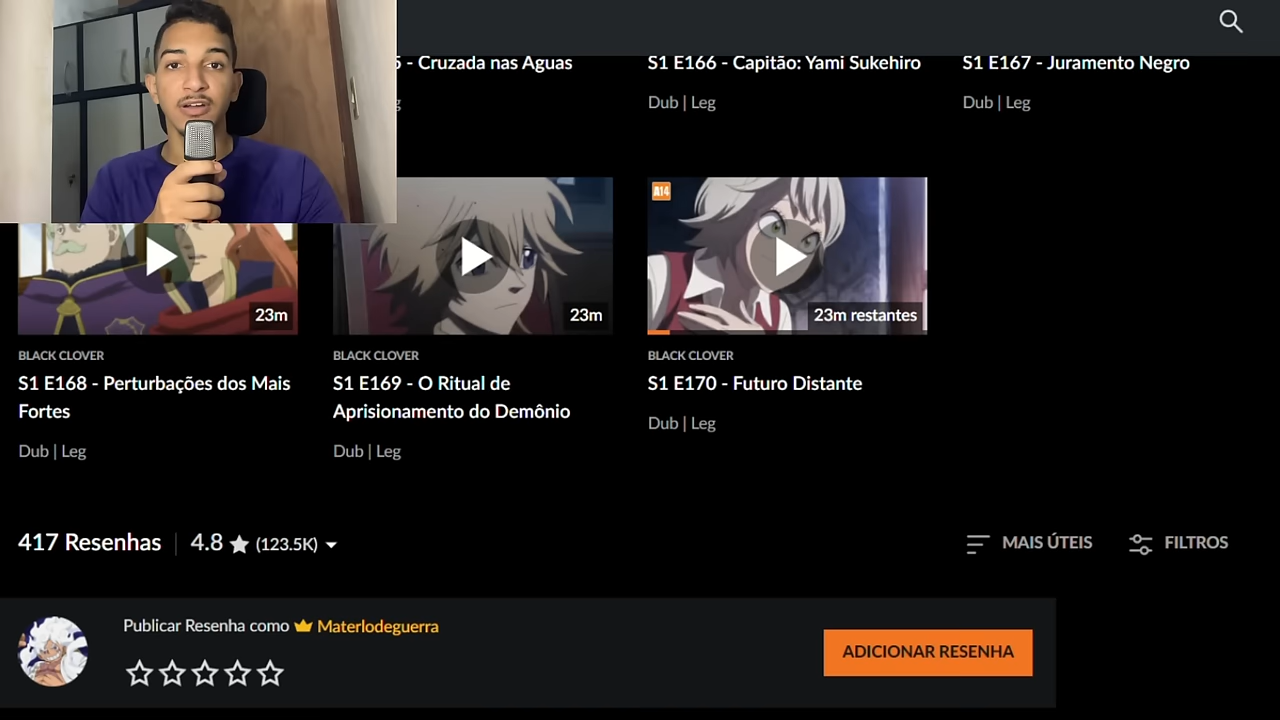 - Cruzada nas Aguas
S1 E166 - Capitão: Yami Sukehiro
S1 E167 - Juramento Negro
Dub | Leg
Dub | Leg
A14
23m
23m
23m restantes
BLACK CLOVER
BLACK CLOVER
BLACK CLOVER
S1 E168 - Perturbações dos Mais
Fortes
S1 E169 - O Ritual de
Aprisionamento do Demônio
S1 E170 - Futuro Distante
Dub | Leg
Dub | Leg
Dub | Leg
417 Resenhas
4.8 (123.5K)
MAIS ÚTEIS
FILTROS
Publicar Resenha como Materlodeguerra
ADICIONAR RESENHA